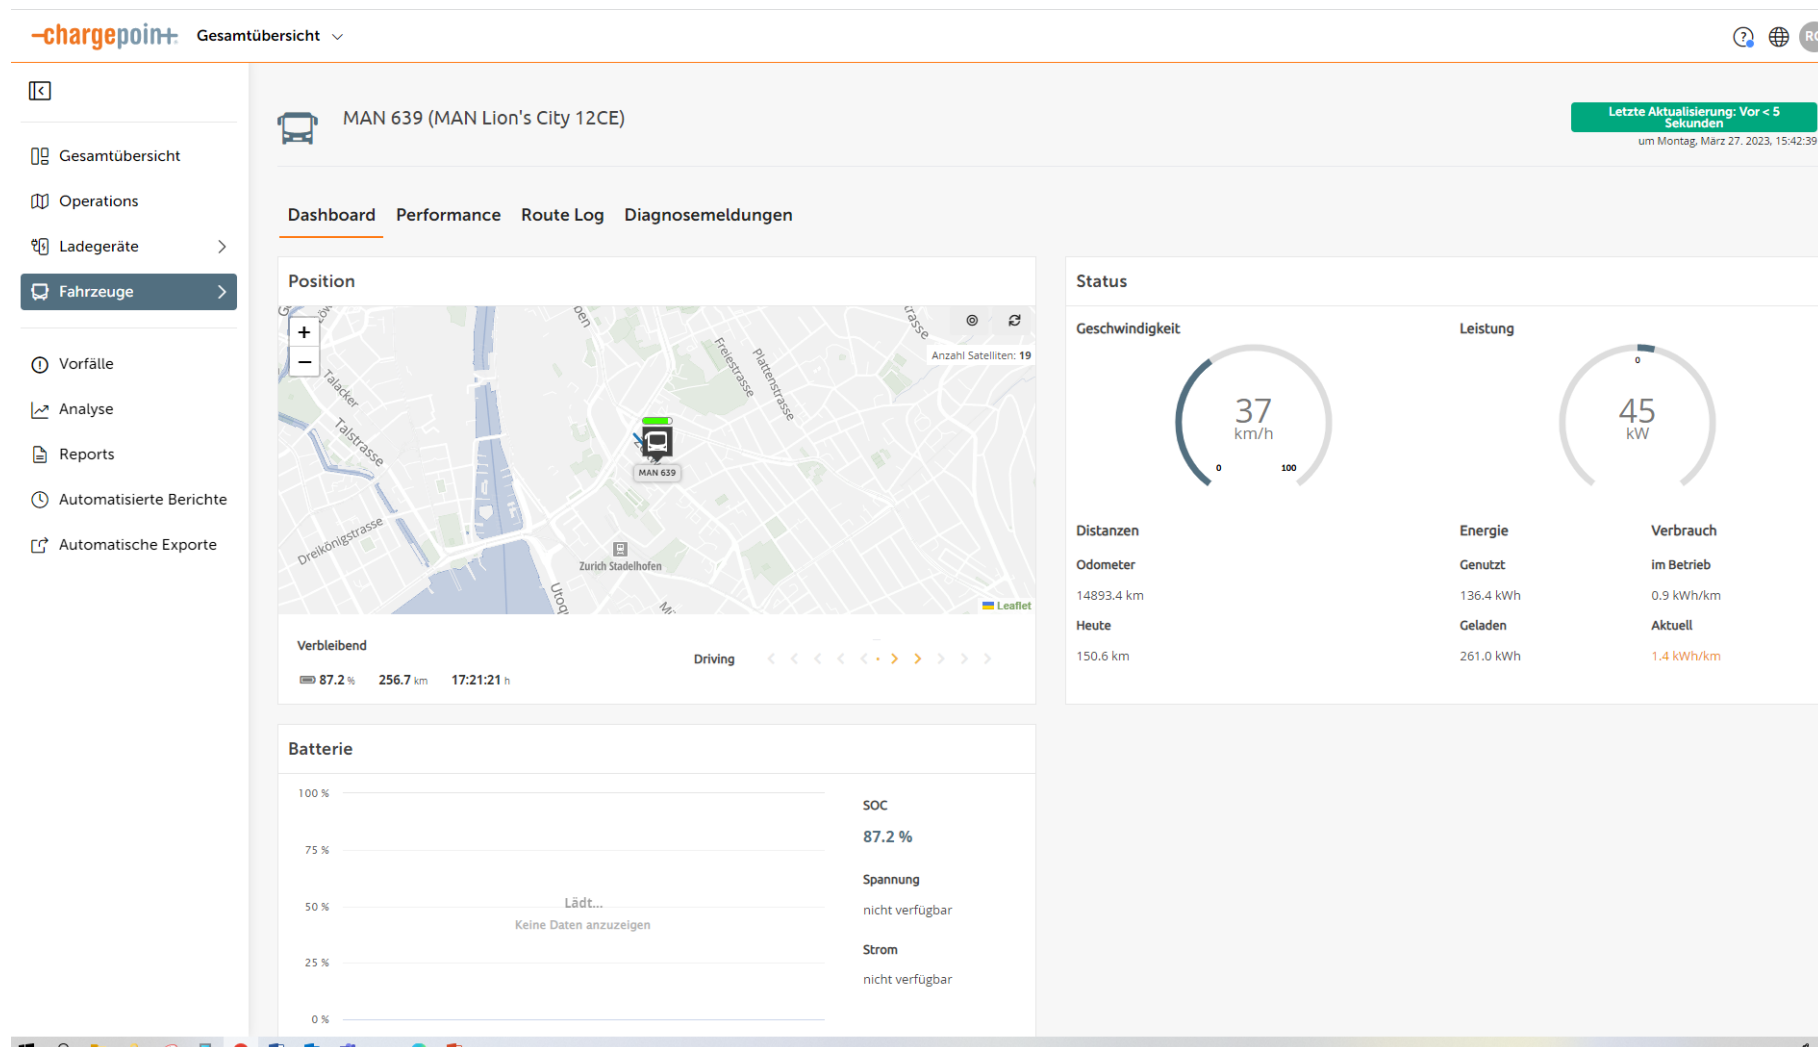 chargepoint
Gesamtübersicht
RO
Gesamtübersicht
Operations
Ladegeräte
Fahrzeuge
Vorfälle
Analyse
Reports
Automatisierte Berichte
Automatische Exporte
MAN 639 (MAN Lion's City 12CE)
Letzte Aktualisierung: Vor < 5
Sekunden
um Montag, März 27. 2023, 15:42:39
Dashboard Performance Route Log Diagnosemeldungen
Position
+
−
Anzahl Satelliten: 19
Talacker
Talstrasse
Dreikönigstrasse
Freiestrasse
Plattenstrasse
MAN 639
Zurich Stadelhofen
Leaflet
Verbleibend
87.2 % 256.7 km 17:21:21 h
Driving
Status
Geschwindigkeit
37
km/h
0 100
Leistung
0
45
kW
Distanzen
Odometer
14893.4 km
Heute
150.6 km
Energie
Genutzt
136.4 kWh
Geladen
261.0 kWh
Verbrauch
im Betrieb
0.9 kWh/km
Aktuell
1.4 kWh/km
Batterie
100 %
75 %
50 %
25 %
0 %
Lädt...
Keine Daten anzuzeigen
SOC
87.2 %
Spannung
nicht verfügbar
Strom
nicht verfügbar